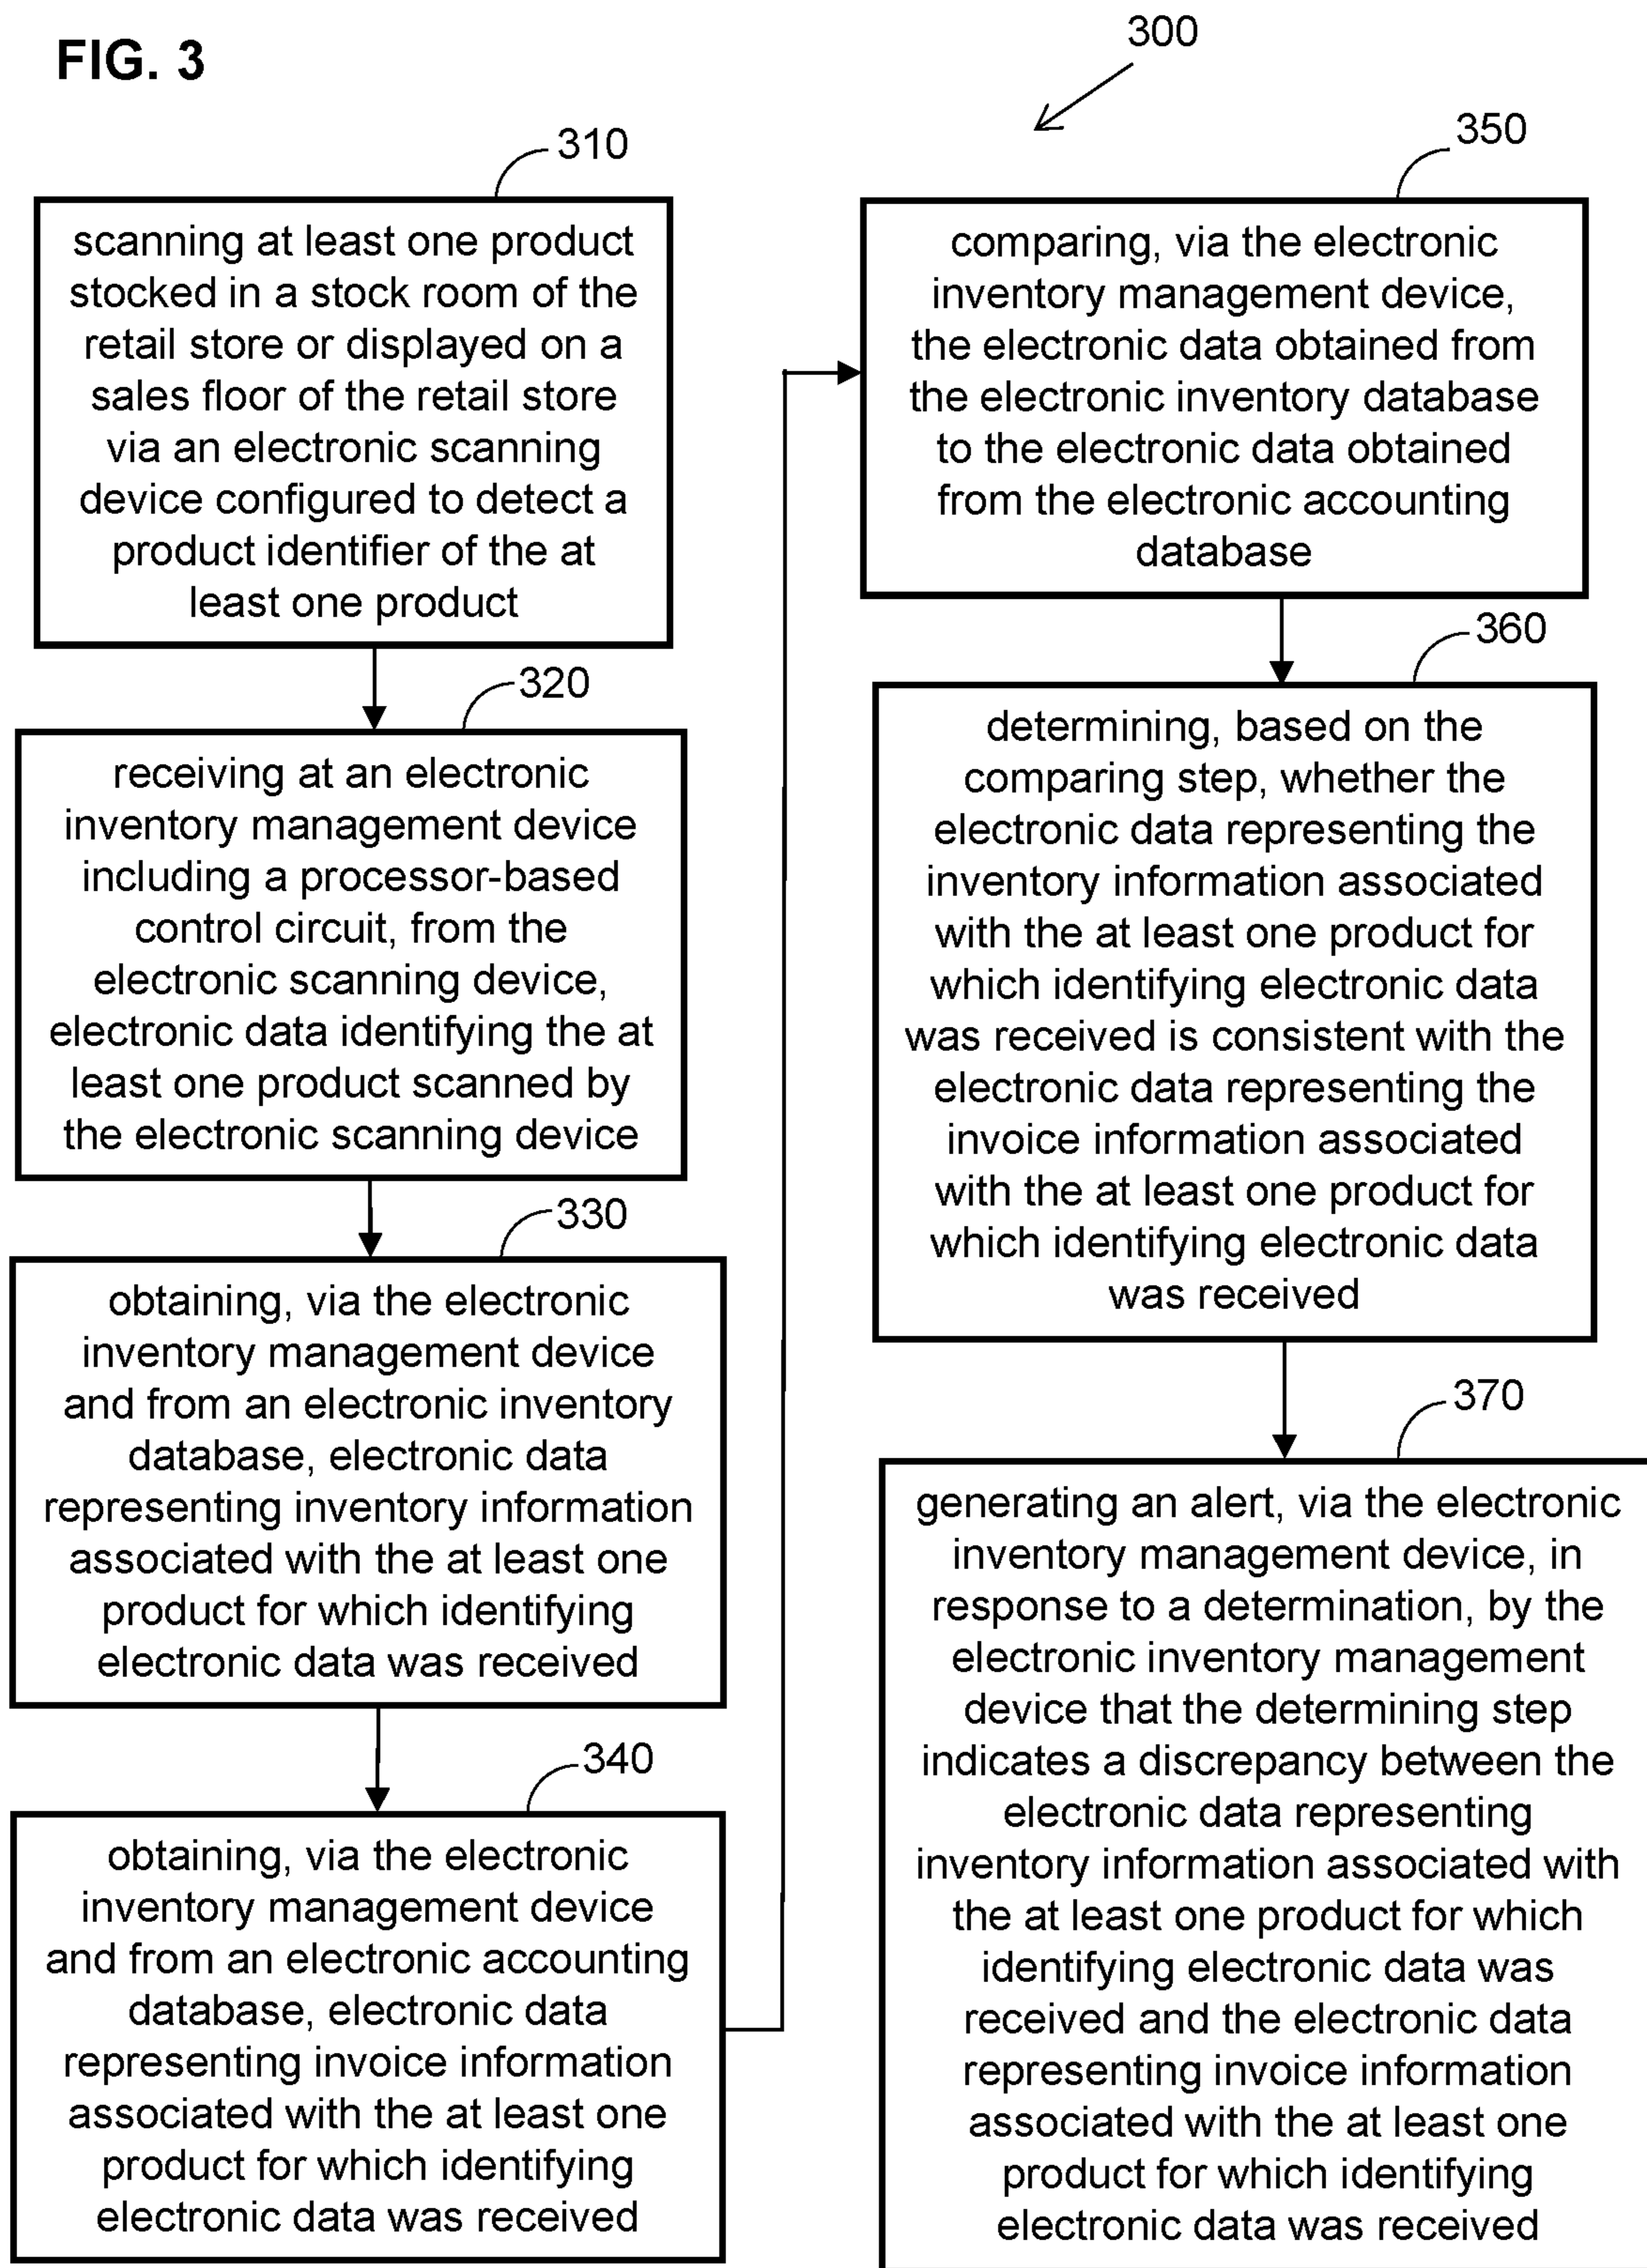 FIG. 3
300
310
scanning at least one product
stocked in a stock room of the
retail store or displayed on a
sales floor of the retail store
via an electronic scanning
device configured to detect a
product identifier of the at
least one product
320
receiving at an electronic
inventory management device
including a processor-based
control circuit, from the
electronic scanning device,
electronic data identifying the at
least one product scanned by
the electronic scanning device
330
obtaining, via the electronic
inventory management device
and from an electronic inventory
database, electronic data
representing inventory information
associated with the at least one
product for which identifying
electronic data was received
340
obtaining, via the electronic
inventory management device
and from an electronic accounting
database, electronic data
representing invoice information
associated with the at least one
product for which identifying
electronic data was received
350
comparing, via the electronic
inventory management device,
the electronic data obtained from
the electronic inventory database
to the electronic data obtained
from the electronic accounting
database
360
determining, based on the
comparing step, whether the
electronic data representing the
inventory information associated
with the at least one product for
which identifying electronic data
was received is consistent with the
electronic data representing the
invoice information associated
with the at least one product for
which identifying electronic data
was received
370
generating an alert, via the electronic
inventory management device, in
response to a determination, by the
electronic inventory management
device that the determining step
indicates a discrepancy between the
electronic data representing
inventory information associated with
the at least one product for which
identifying electronic data was
received and the electronic data
representing invoice information
associated with the at least one
product for which identifying
electronic data was received